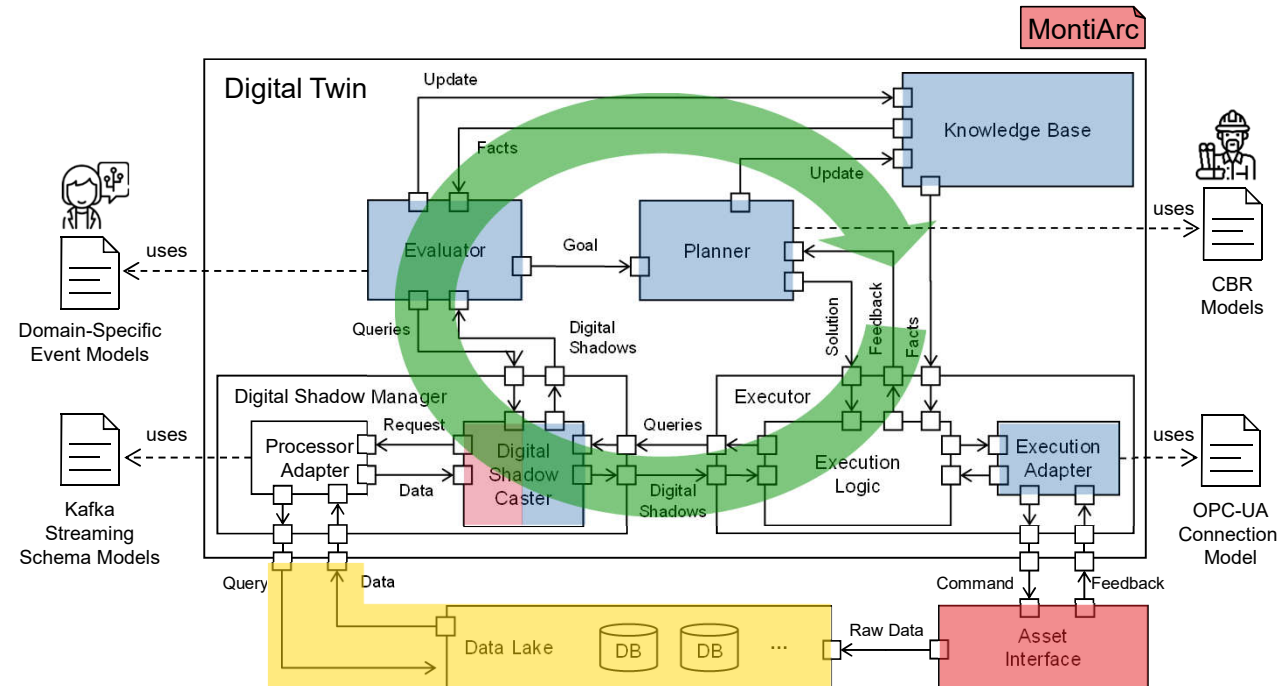 MontiArc
Digital Twin
Update
Knowledge Base
Facts
Update
uses
uses
Evaluator
Goal
Planner
CBR
Models
Domain-Specific
Event Models
Queries
Digital
Shadows
Solution
Feedback
Facts
Digital Shadow Manager
Executor
Request
Queries
uses
Processor
Adapter
Digital
Shadow
Caster
Execution
Logic
Execution
Adapter
uses
Data
Digital
Shadows
Kafka
Streaming
Schema Models
OPC-UA
Connection
Model
Query
Data
Command
Feedback
Data Lake
DB
DB
...
Raw Data
Asset
Interface